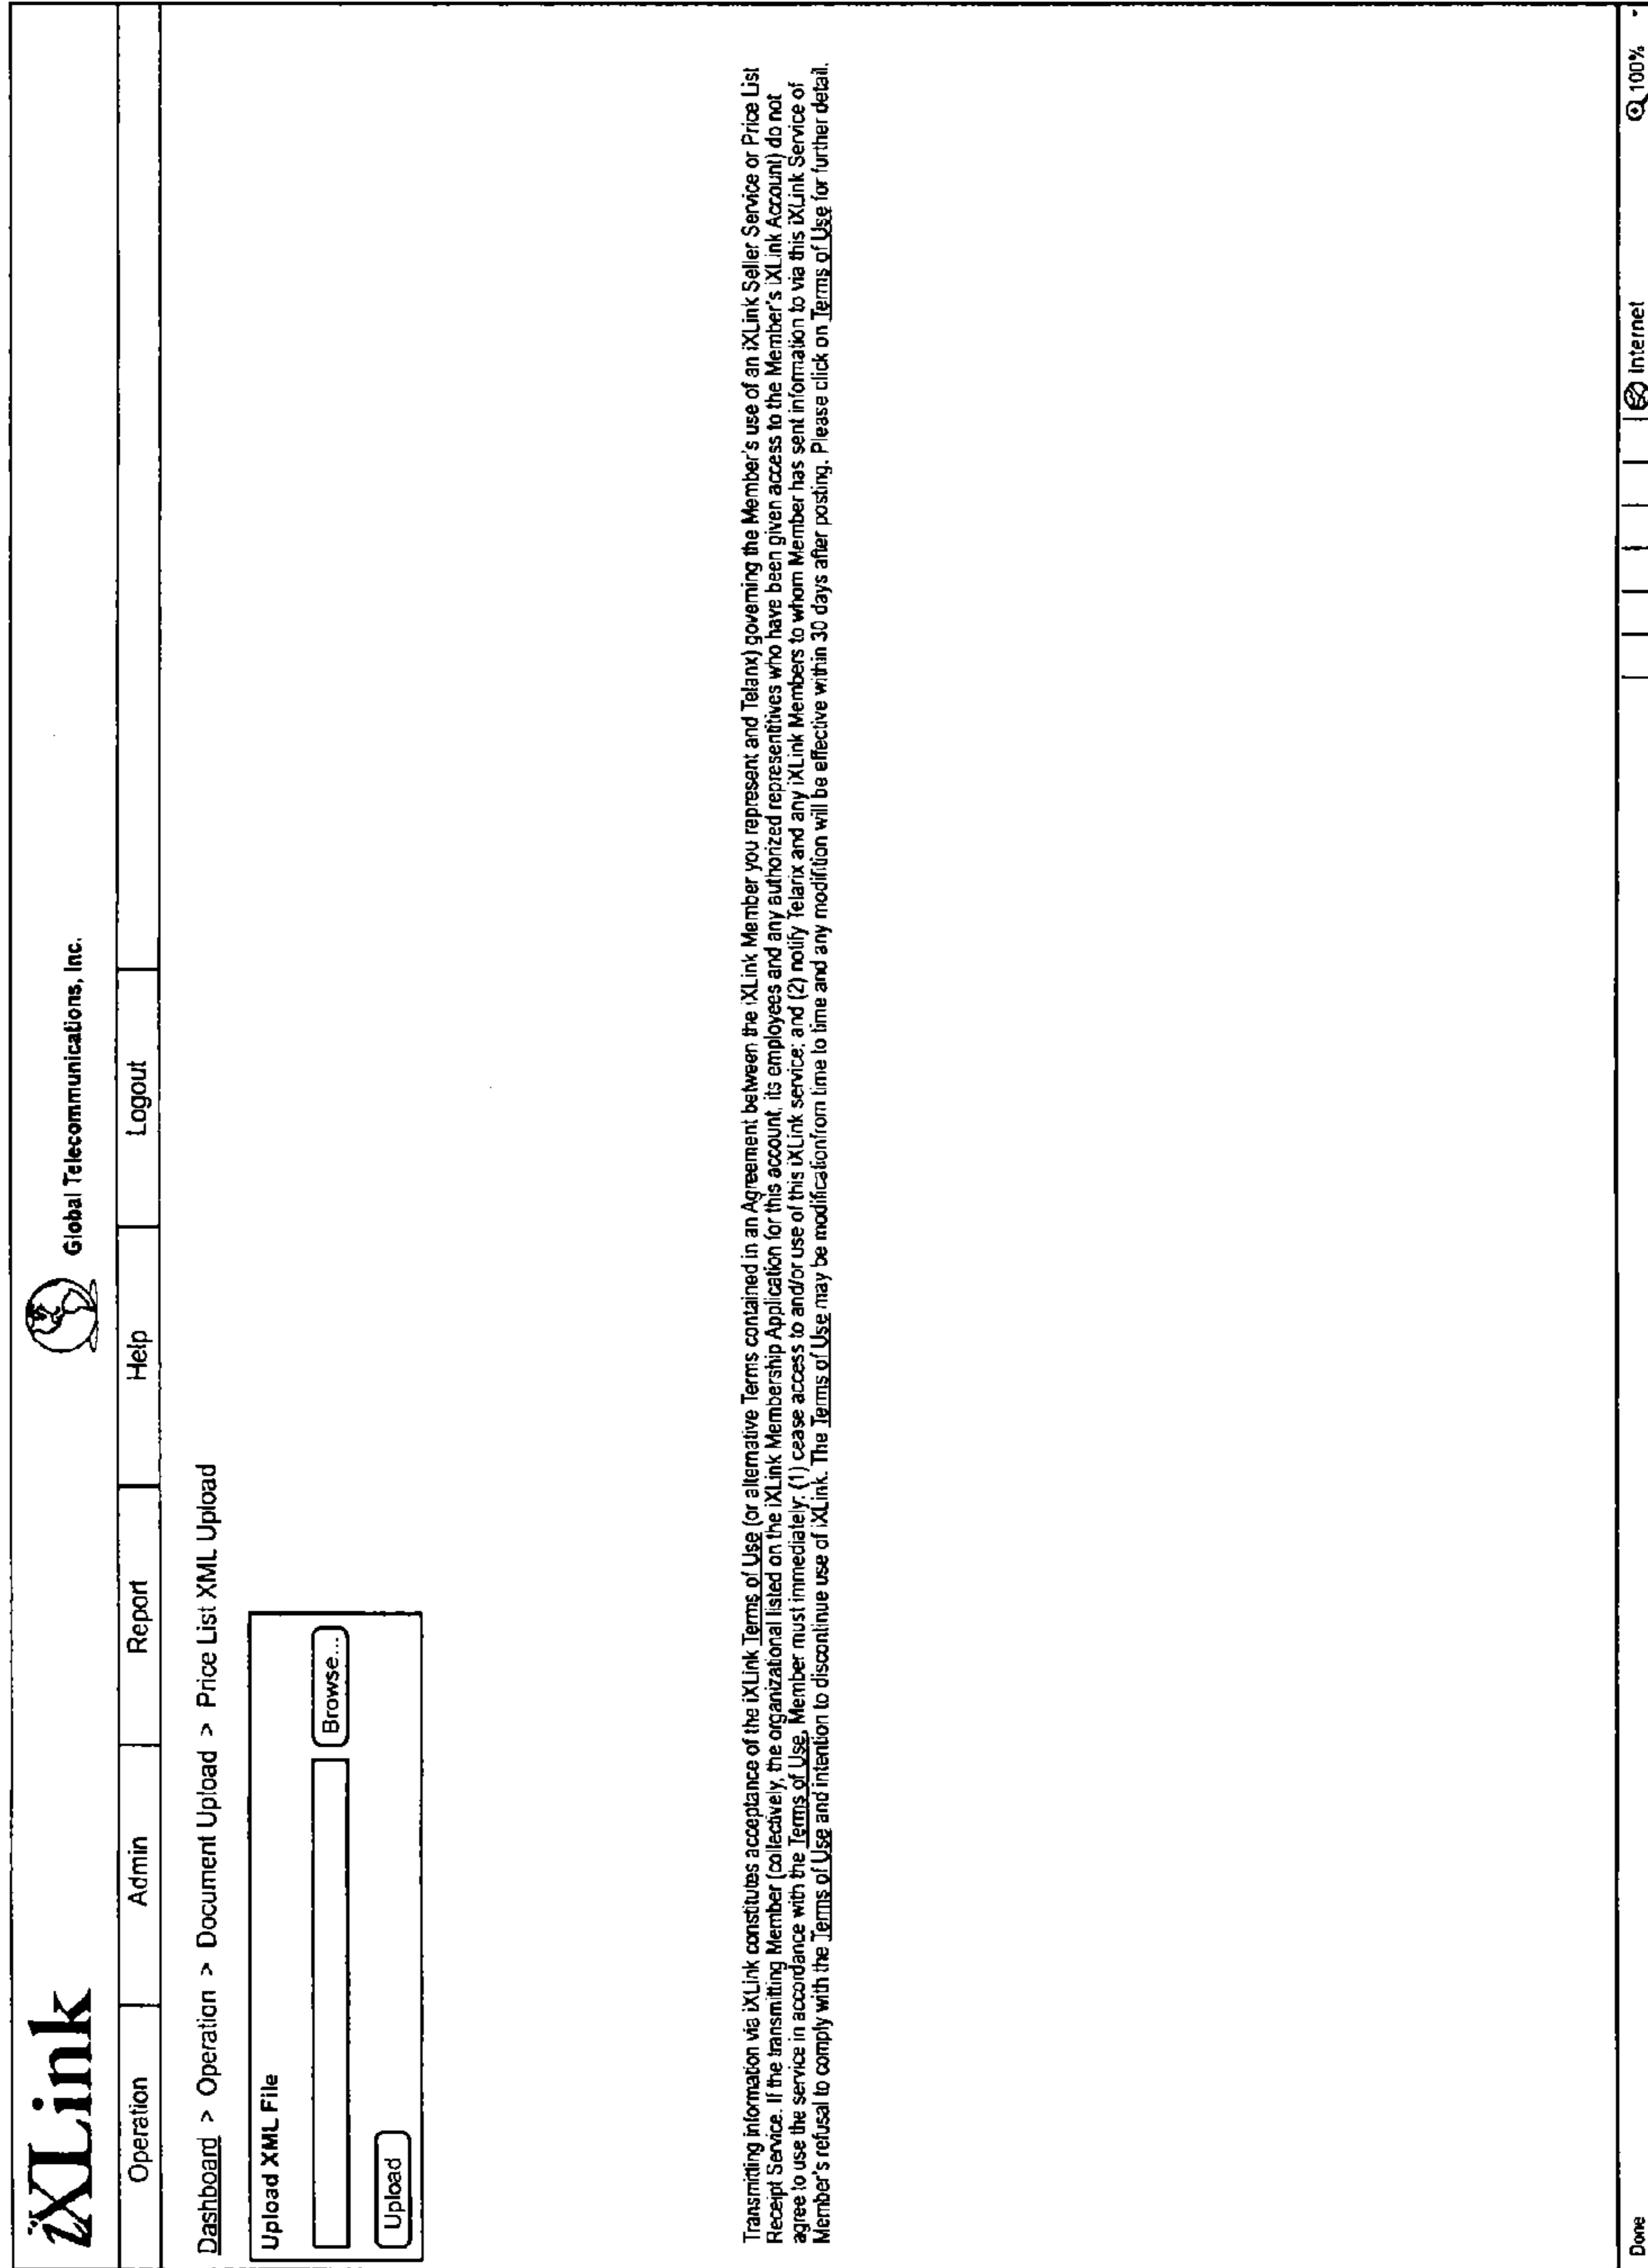 iXLink
Global Telecommunications, Inc.
Operation Admin Report Help Logout
Dashboard > Operation > Document Upload > Price List XML Upload
Upload XML File
Browse...
Upload
Transmitting information via iXLink constitutes acceptance of the iXLink Terms of Use (or alternative Terms contained in an Agreement between the iXLink Member you represent and Telarix) governing the Member's use of an iXLink Seller Service or Price List
Receipt Service. If the transmitting Member (collectively, the organizational listed on the iXLink Membership Application for this account, its employees and any authorized representitives who have been given access to the Member's iXLink Account) do not
agree to use the service in accordance with the Terms of Use, Member must immediately: (1) cease access to and/or use of this iXLink service; and (2) notify Telarix and any iXLink Members to whom Member has sent information to via this iXLink Service of
Member's refusal to comply with the Terms of Use and intention to discontinue use of iXLink. The Terms of Use may be modificationfrom time to time and any modifition will be effective within 30 days after posting. Please click on Terms of Use for further detail.
Done Internet 100%